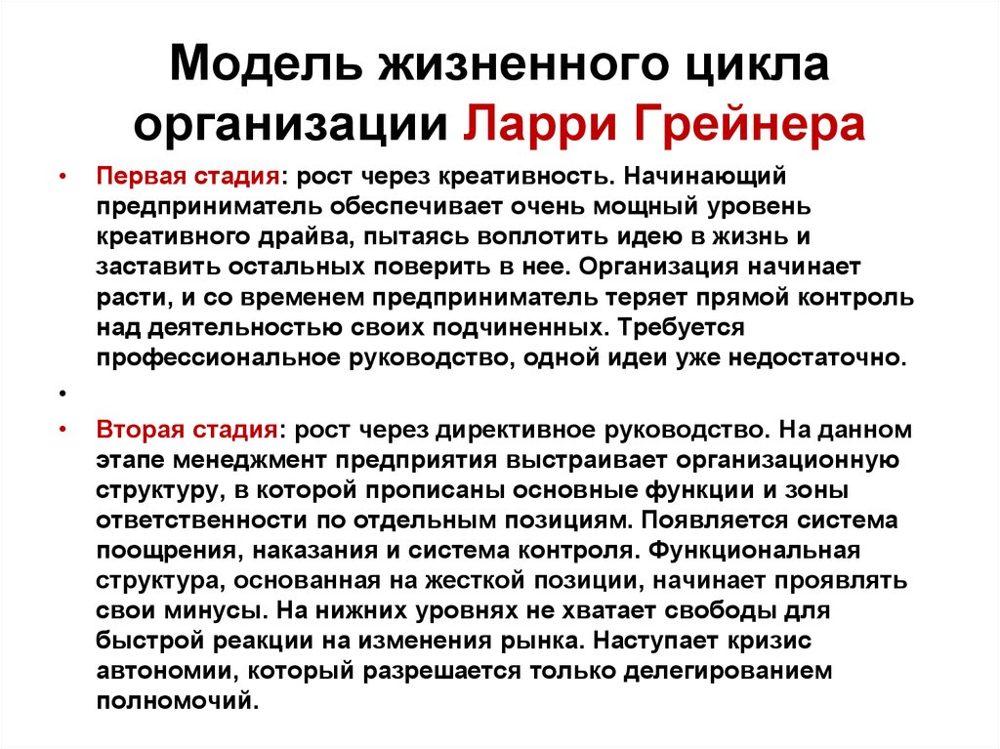 Модель жизненного цикла
организации Ларри Грейнера
• Первая стадия: рост через креативность. Начинающий
предприниматель обеспечивает очень мощный уровень
креативного драйва, пытаясь воплотить идею в жизнь и
заставить остальных поверить в нее. Организация начинает
расти, и со временем предприниматель теряет прямой контроль
над деятельностью своих подчиненных. Требуется
профессиональное руководство, одной идеи уже недостаточно.
•
• Вторая стадия: рост через директивное руководство. На данном
этапе менеджмент предприятия выстраивает организационную
структуру, в которой прописаны основные функции и зоны
ответственности по отдельным позициям. Появляется система
поощрения, наказания и система контроля. Функциональная
структура, основанная на жесткой позиции, начинает проявлять
свои минусы. На нижних уровнях не хватает свободы для
быстрой реакции на изменения рынка. Наступает кризис
автономии, который разрешается только делегированием
полномочий.